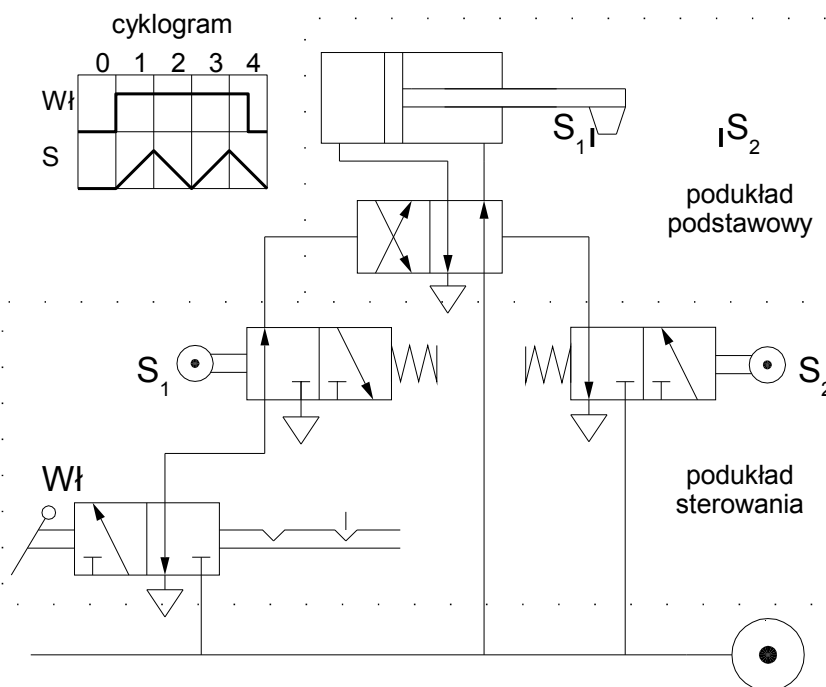 cyklogram
0 1 2 3 4
Wł
S
S₁
S₂
podukład
podstawowy
S₁
S₂
Wł
podukład
sterowania